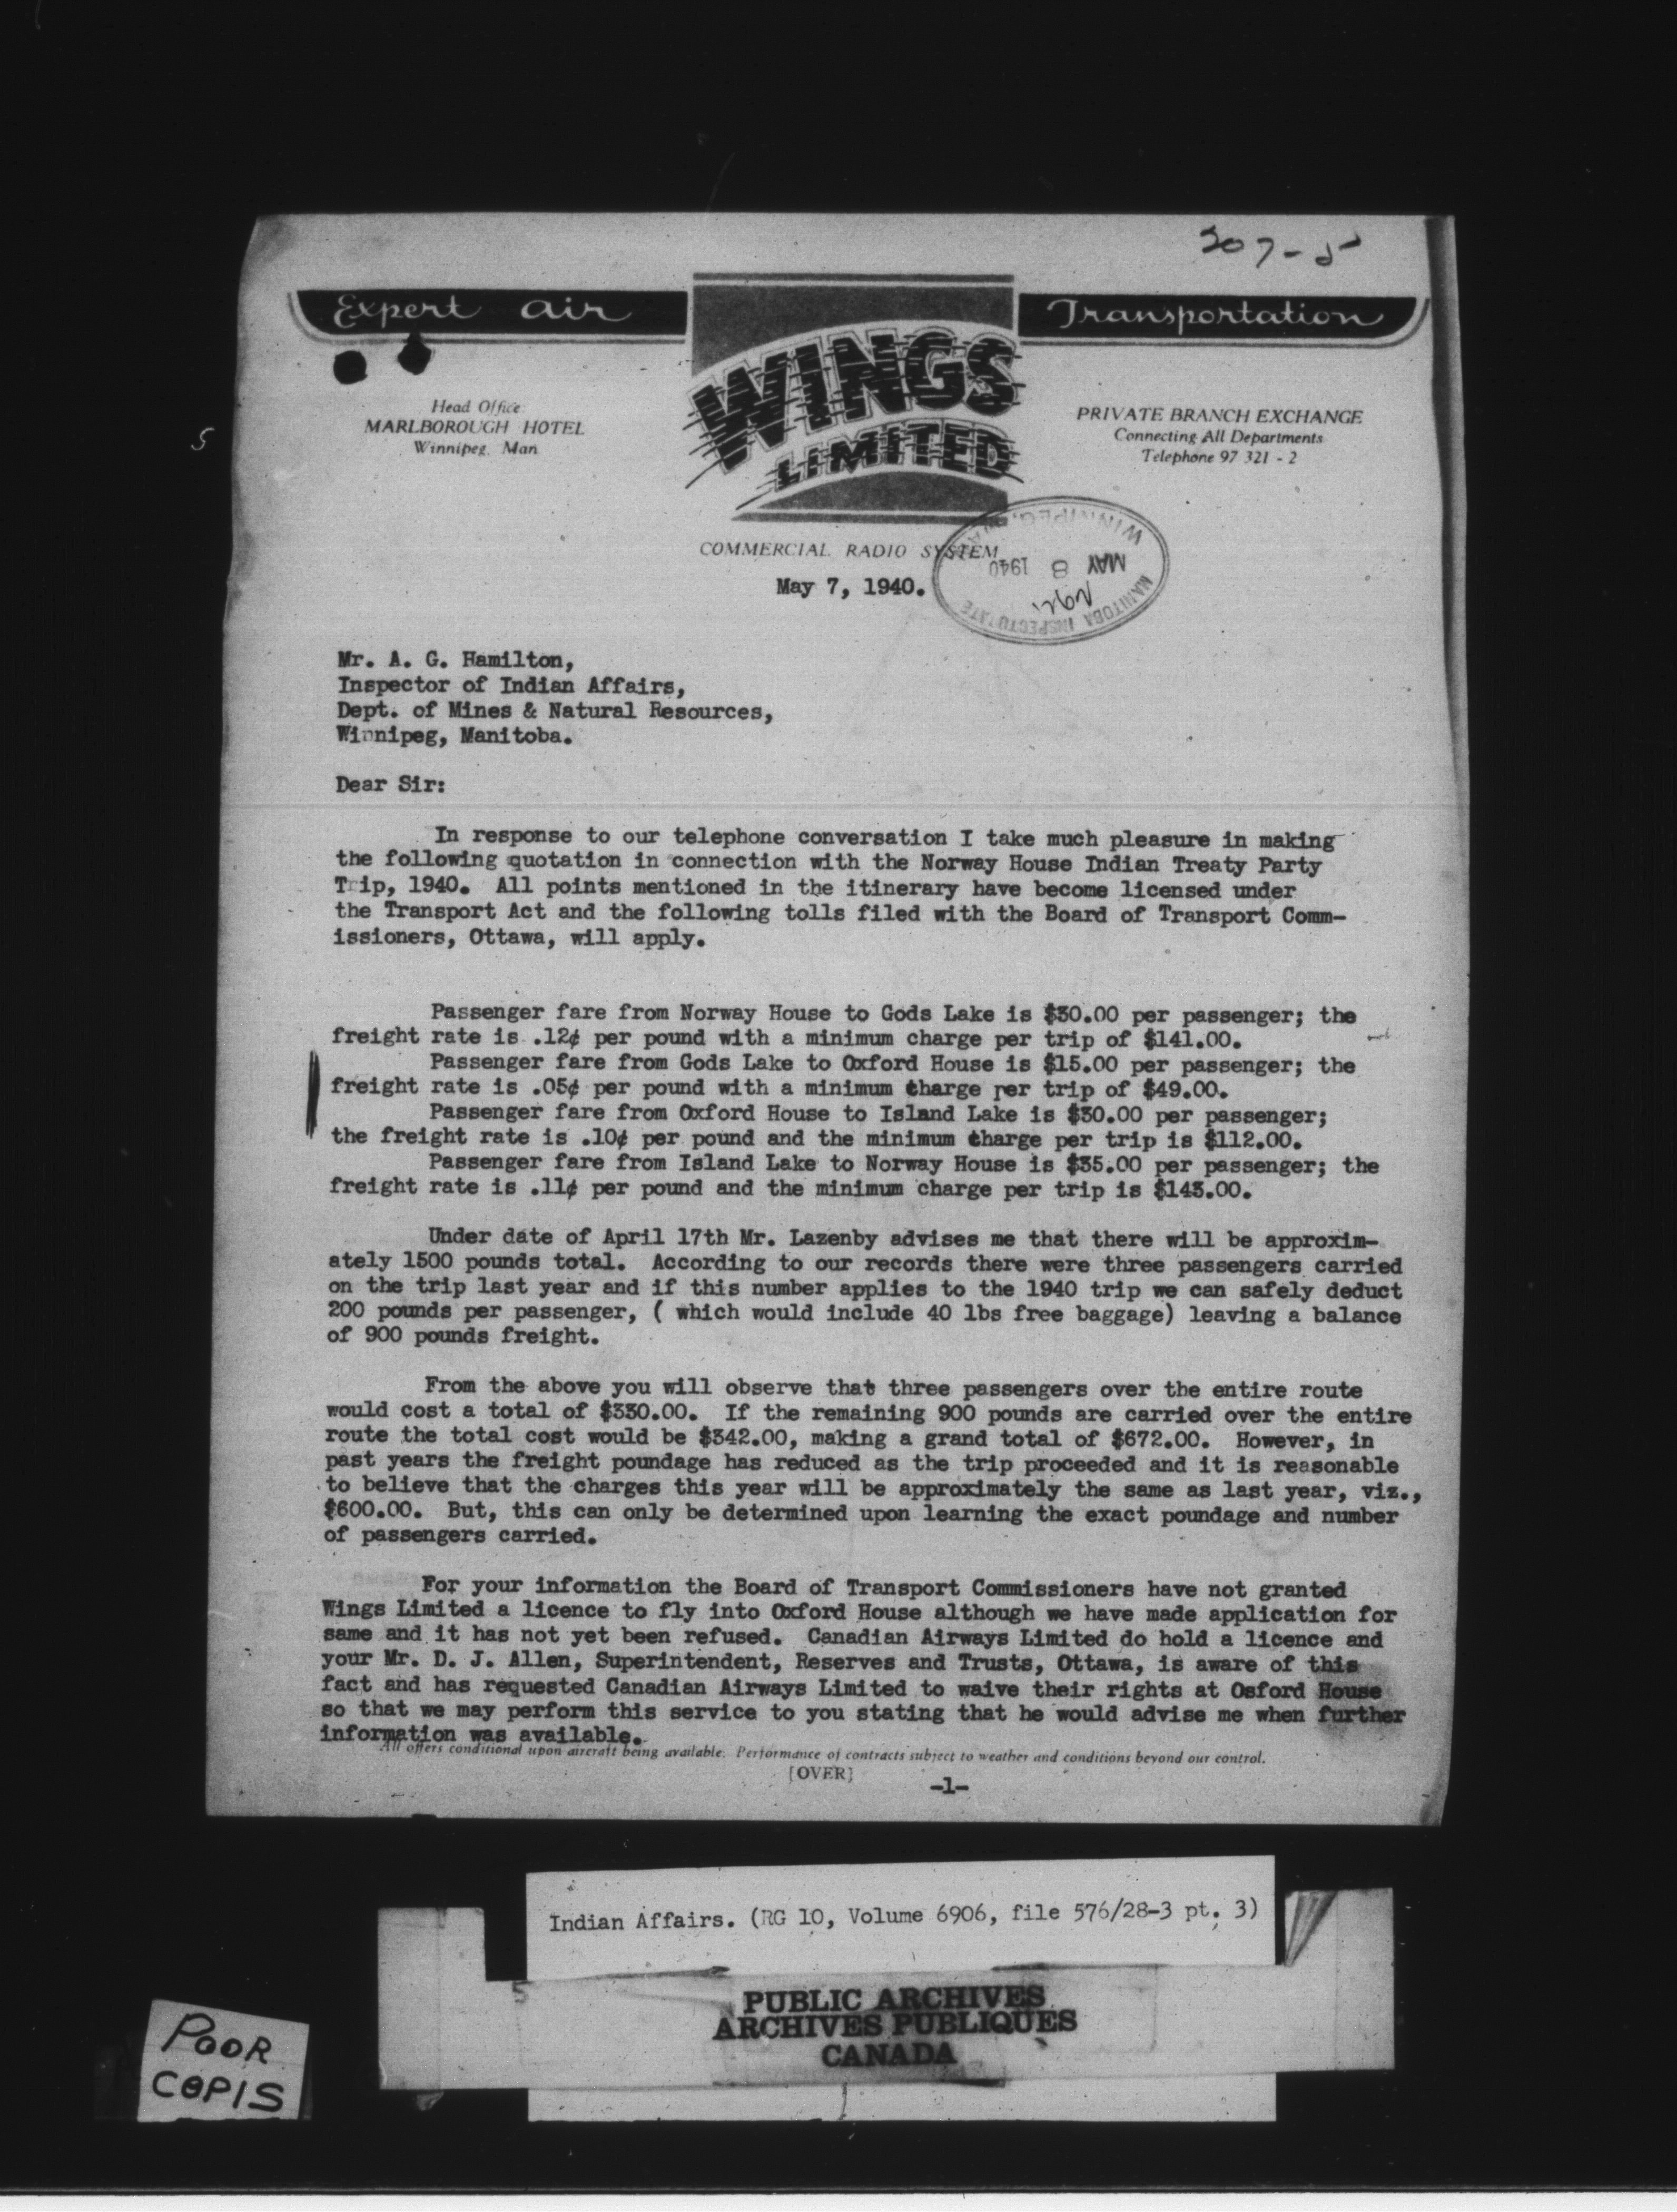 207-5
Expert Air Transportation
WINGS
LIMITED
Head Office
MARLBOROUGH HOTEL
Winnipeg, Man.
PRIVATE BRANCH EXCHANGE
Connecting All Departments
Telephone 97 321 - 2
5
COMMERCIAL RADIO SYSTEM
MANITOBA INSPECTORATE
MAY 8 1940
WINNIPEG, MAN.
May 7, 1940.
Mr. A. G. Hamilton,
Inspector of Indian Affairs,
Dept. of Mines & Natural Resources,
Winnipeg, Manitoba.
Dear Sir:
In response to our telephone conversation I take much pleasure in making
the following quotation in connection with the Norway House Indian Treaty Party
Trip, 1940. All points mentioned in the itinerary have become licensed under
the Transport Act and the following tolls filed with the Board of Transport Comm-
issioners, Ottawa, will apply.
Passenger fare from Norway House to Gods Lake is $30.00 per passenger; the
freight rate is .12¢ per pound with a minimum charge per trip of $141.00.
Passenger fare from Gods Lake to Oxford House is $15.00 per passenger; the
freight rate is .05¢ per pound with a minimum charge per trip of $49.00.
Passenger fare from Oxford House to Island Lake is $30.00 per passenger;
the freight rate is .10¢ per pound and the minimum charge per trip is $112.00.
Passenger fare from Island Lake to Norway House is $35.00 per passenger; the
freight rate is .11¢ per pound and the minimum charge per trip is $143.00.
Under date of April 17th Mr. Lazenby advises me that there will be approxim-
ately 1500 pounds total. According to our records there were three passengers carried
on the trip last year and if this number applies to the 1940 trip we can safely deduct
200 pounds per passenger, ( which would include 40 lbs free baggage) leaving a balance
of 900 pounds freight.
From the above you will observe that three passengers over the entire route
would cost a total of $330.00. If the remaining 900 pounds are carried over the entire
route the total cost would be $342.00, making a grand total of $672.00. However, in
past years the freight poundage has reduced as the trip proceeded and it is reasonable
to believe that the charges this year will be approximately the same as last year, viz.,
$600.00. But, this can only be determined upon learning the exact poundage and number
of passengers carried.
For your information the Board of Transport Commissioners have not granted
Wings Limited a licence to fly into Oxford House although we have made application for
same and it has not yet been refused. Canadian Airways Limited do hold a licence and
your Mr. D. J. Allen, Superintendent, Reserves and Trusts, Ottawa, is aware of this
fact and has requested Canadian Airways Limited to waive their rights at Osford House
so that we may perform this service to you stating that he would advise me when further
information was available.
All offers conditional upon aircraft being available. Performance of contracts subject to weather and conditions beyond our control.
[OVER]
-1-
Indian Affairs. (RG 10, Volume 6906, file 576/28-3 pt. 3)
5
PUBLIC ARCHIVES
ARCHIVES PUBLIQUES
CANADA
POOR
COPIS